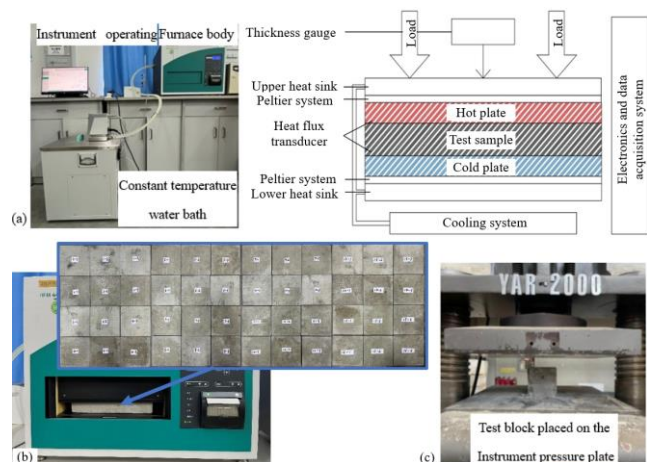 Instrument operating
Furnace body
Constant temperature
water bath
(a)
Thickness gauge
Load
Load
Upper heat sink
Peltier system
Hot plate
Heat flux
transducer
Test sample
Cold plate
Peltier system
Lower heat sink
Cooling system
Electronics and data
acquisition system
(b)
YAR-2000
Test block placed on the
Instrument pressure plate
(c)